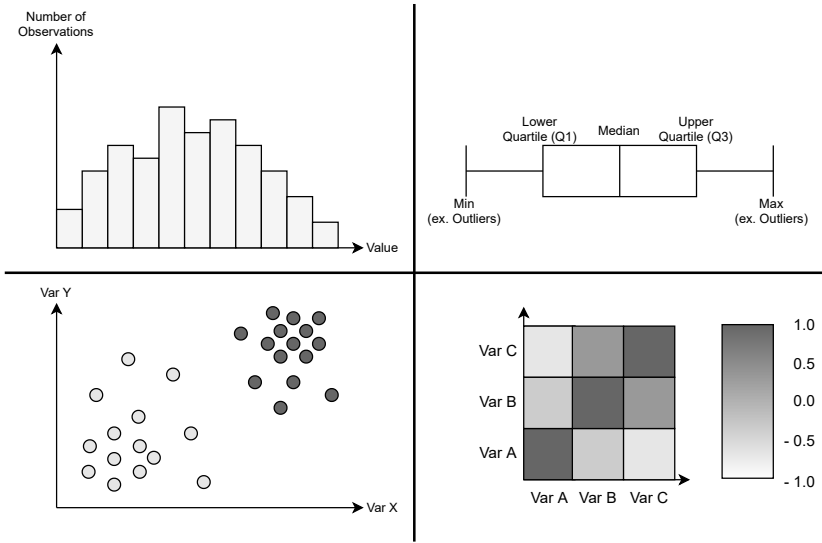 Number of
Observations
Value
Lower
Quartile (Q1)
Median
Upper
Quartile (Q3)
Min
(ex. Outliers)
Max
(ex. Outliers)
Var Y
Var X
Var C
Var B
Var A
Var A Var B Var C
1.0
0.5
0.0
- 0.5
- 1.0